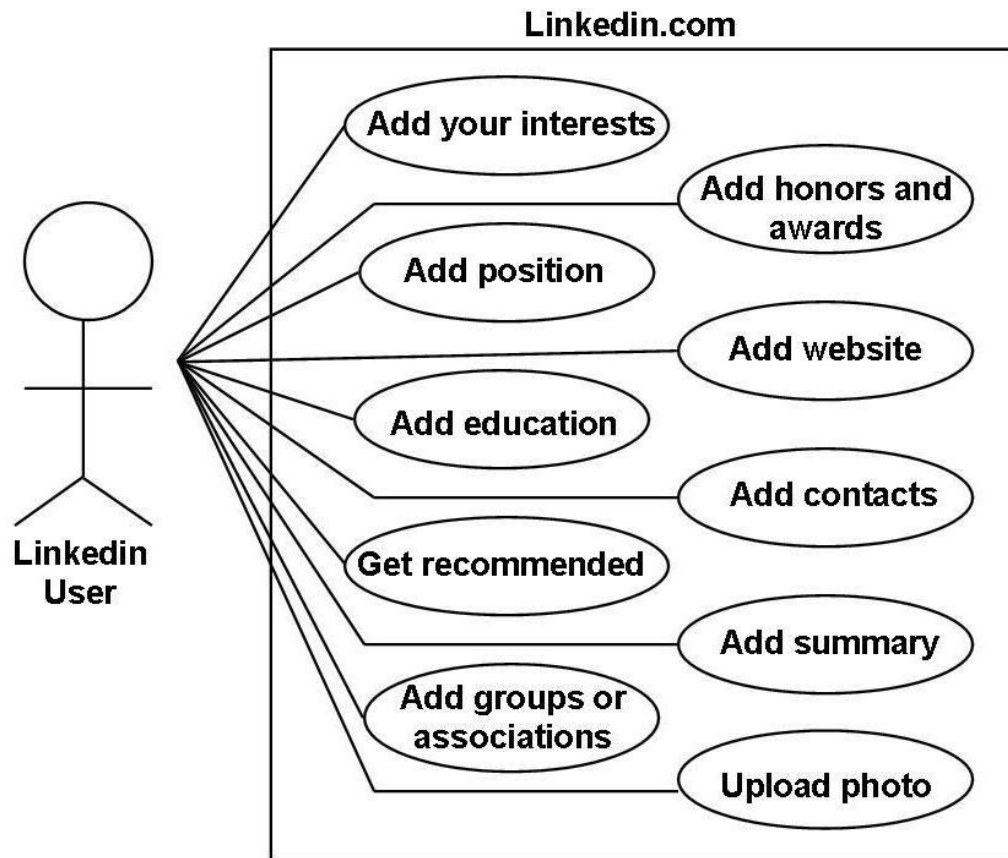 Linkedin.com
Add your interests
Add honors and
awards
Add position
Add website
Add education
Add contacts
Get recommended
Linkedin
User
Add summary
Add groups or
associations
Upload photo